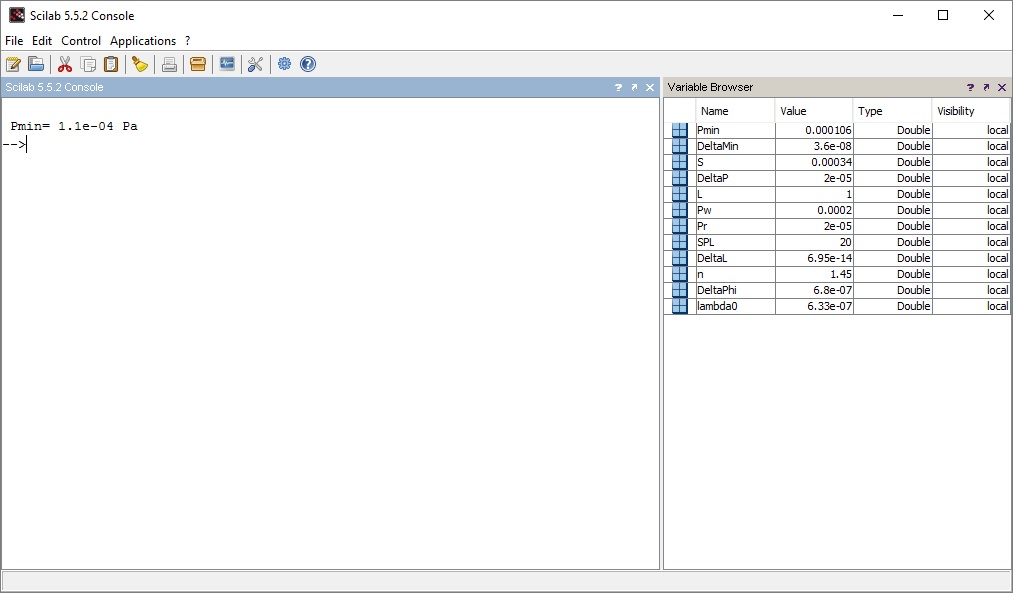 Scilab 5.5.2 Console
File Edit Control Applications ?
Scilab 5.5.2 Console
Pmin= 1.1e-04 Pa
-->
Variable Browser
Name Value Type Visibility
Pmin 0.000106 Double local
DeltaMin 3.6e-08 Double local
S 0.00034 Double local
DeltaP 2e-05 Double local
L 1 Double local
Pw 0.0002 Double local
Pr 2e-05 Double local
SPL 20 Double local
DeltaL 6.95e-14 Double local
n 1.45 Double local
DeltaPhi 6.8e-07 Double local
lambda0 6.33e-07 Double local